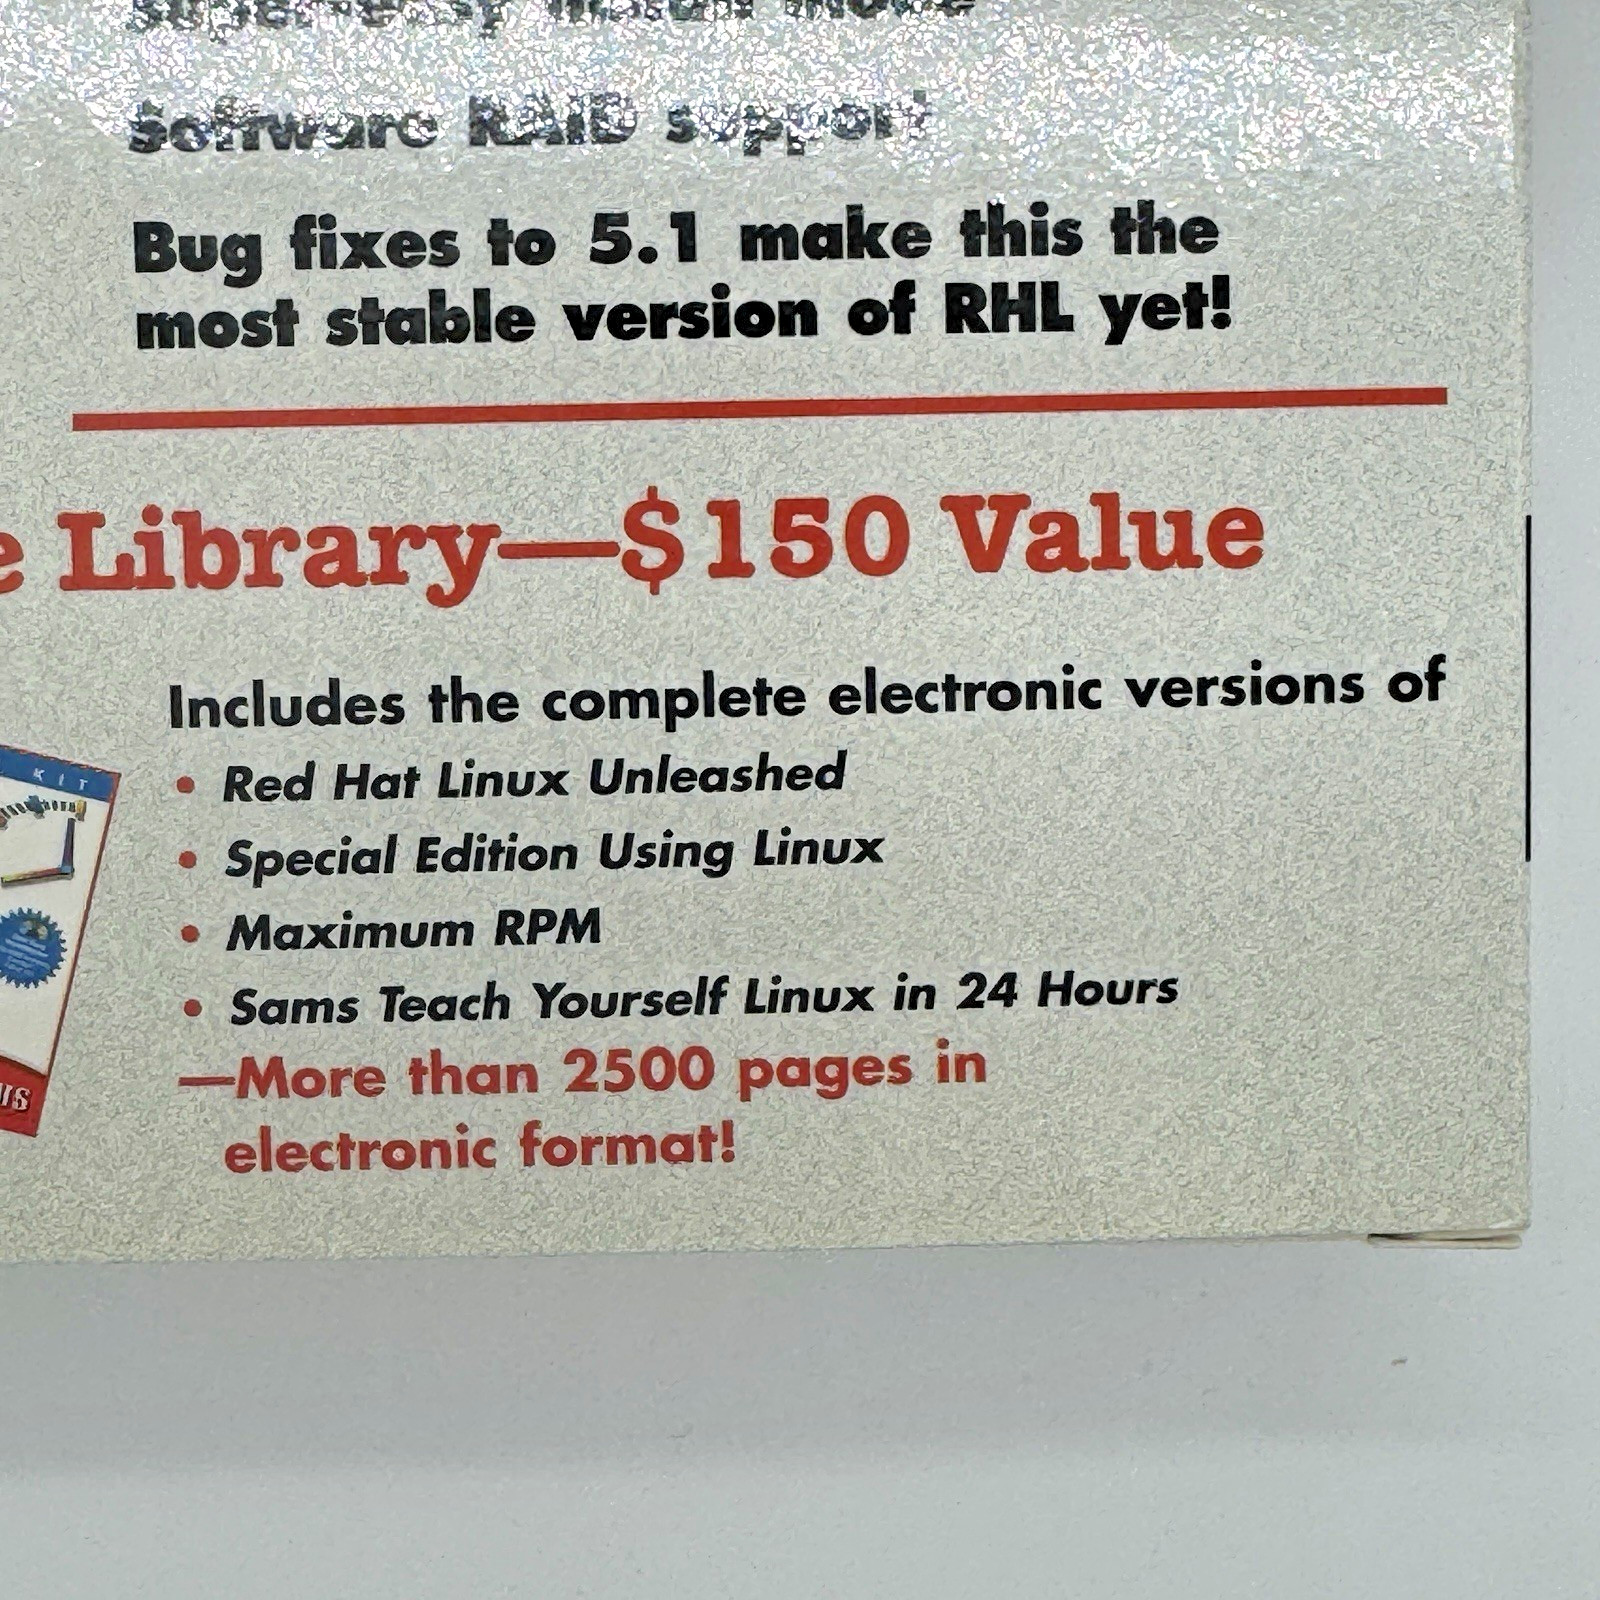 Software RAID support
Bug fixes to 5.1 make this the
most stable version of RHL yet!
e Library—$150 Value
Includes the complete electronic versions of
KIT
• Red Hat Linux Unleashed
• Special Edition Using Linux
• Maximum RPM
• Sams Teach Yourself Linux in 24 Hours
—More than 2500 pages in
electronic format!